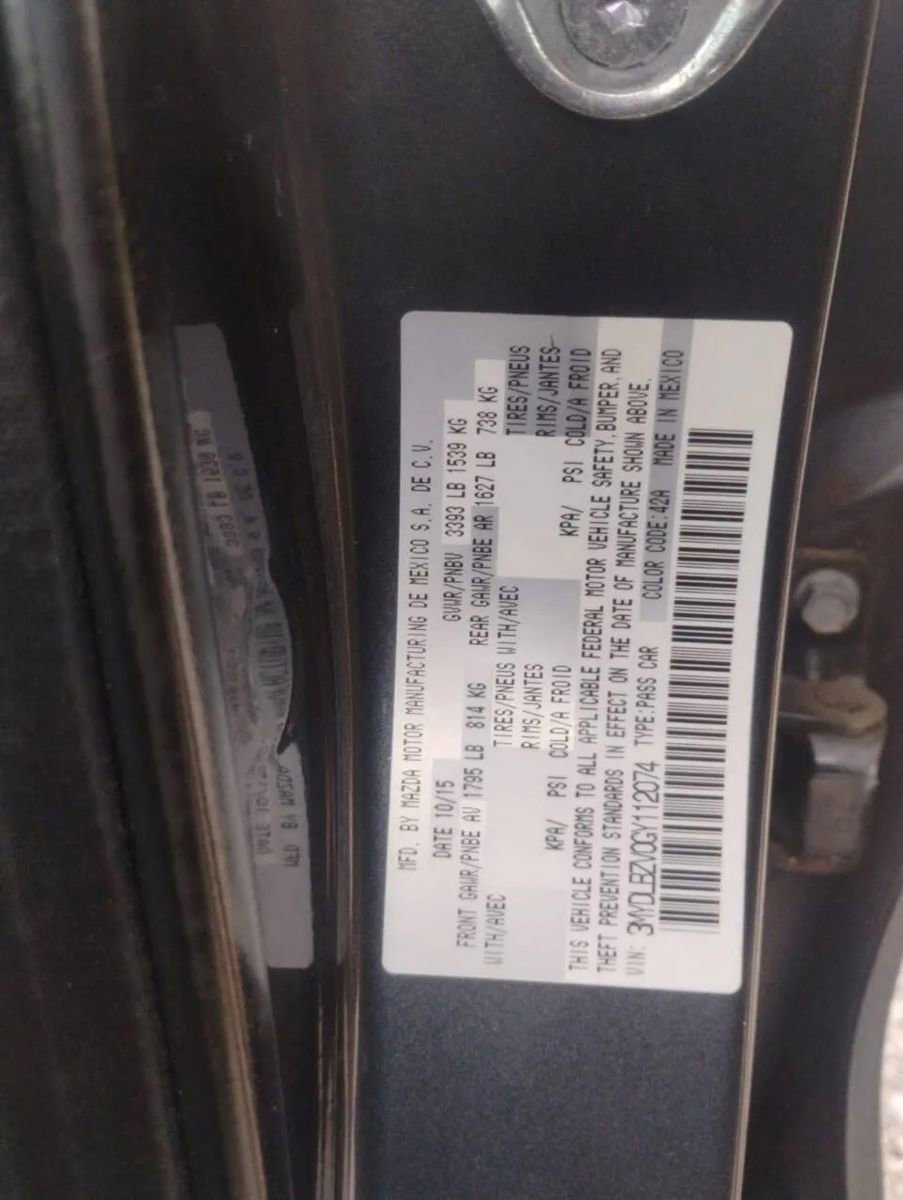 MFD. BY MAZDA MOTOR MANUFACTURING DE MEXICO S.A. DE C.V.
DATE 10/15 GVWR/PNBV 3393 LB 1539 KG
FRONT GAWR/PNBE AV 1795 LB 814 KG REAR GAWR/PNBE AR 1627 LB 738 KG
WITH/AVEC TIRES/PNEUS WITH/AVEC TIRES/PNEUS
RIMS/JANTES RIMS/JANTES
KPA/ PSI COLD/A FROID KPA/ PSI COLD/A FROID
THIS VEHICLE CONFORMS TO ALL APPLICABLE FEDERAL MOTOR VEHICLE SAFETY, BUMPER, AND
THEFT PREVENTION STANDARDS IN EFFECT ON THE DATE OF MANUFACTURE SHOWN ABOVE.
VIN: 3MYDLBZV0GY112074 TYPE:PASS CAR COLOR CODE:42A MADE IN MEXICO